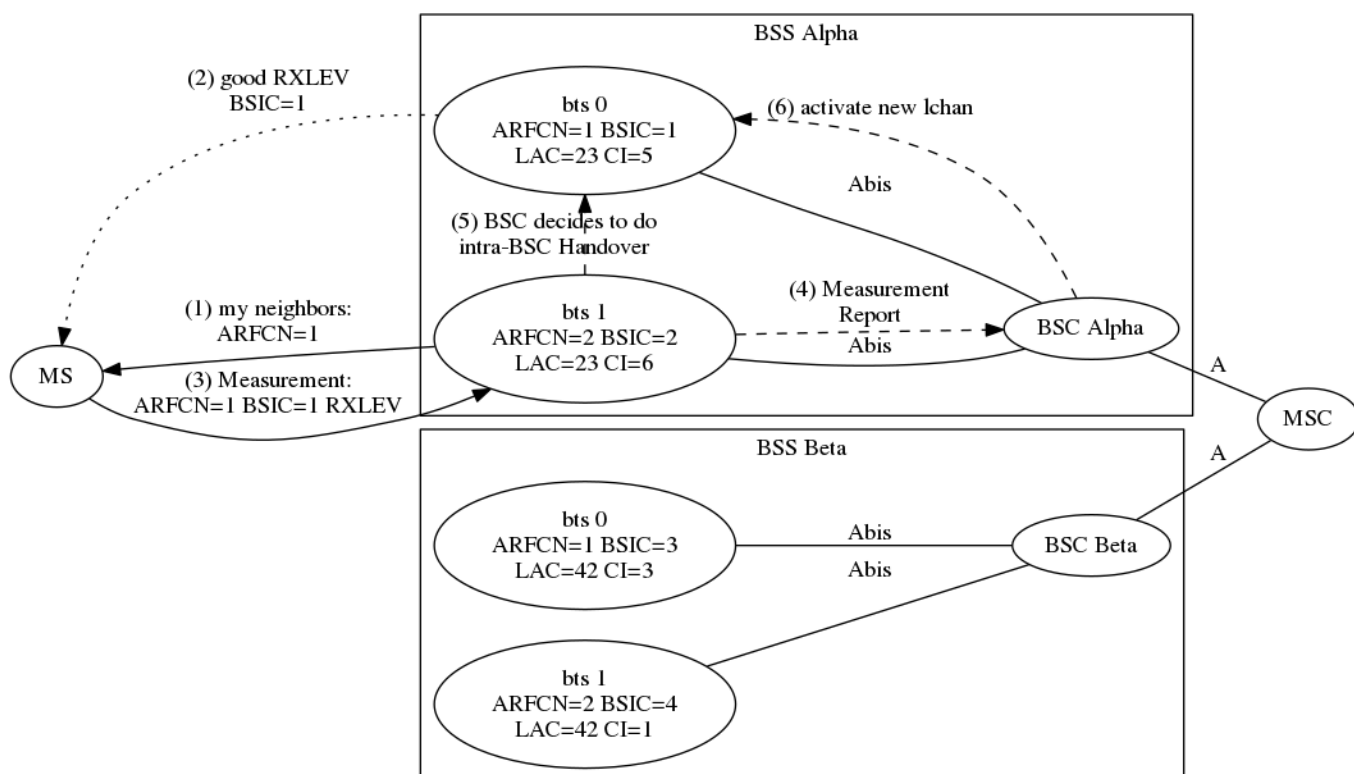 BSS Alpha
(2) good RXLEV
BSIC=1
bts 0
ARFCN=1 BSIC=1
LAC=23 CI=5
(6) activate new lchan
Abis
(5) BSC decides to do
intra-BSC Handover
(1) my neighbors:
ARFCN=1
bts 1
ARFCN=2 BSIC=2
LAC=23 CI=6
(4) Measurement
Report
Abis
BSC Alpha
MS
(3) Measurement:
ARFCN=1 BSIC=1 RXLEV
A
MSC
BSS Beta
A
bts 0
ARFCN=1 BSIC=3
LAC=42 CI=3
Abis
BSC Beta
Abis
bts 1
ARFCN=2 BSIC=4
LAC=42 CI=1